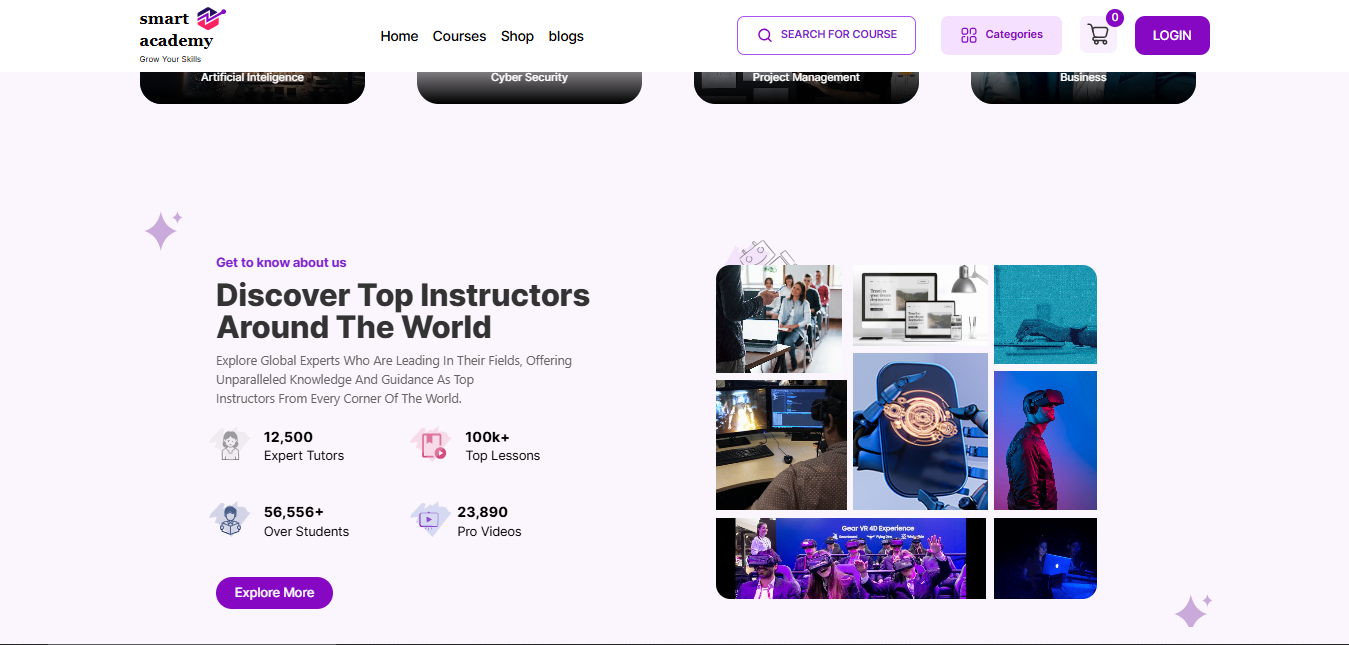 smart
academy
Grow Your Skills
Home
Courses
Shop
blogs
SEARCH FOR COURSE
Categories
0
LOGIN
Artificial Inteligence
Cyber Security
Project Management
Business
Get to know about us
Discover Top Instructors
Around The World
Explore Global Experts Who Are Leading In Their Fields, Offering
Unparalleled Knowledge And Guidance As Top
Instructors From Every Corner Of The World.
12,500
Expert Tutors
100k+
Top Lessons
56,556+
Over Students
23,890
Pro Videos
Explore More
Gear VR 4D Experience